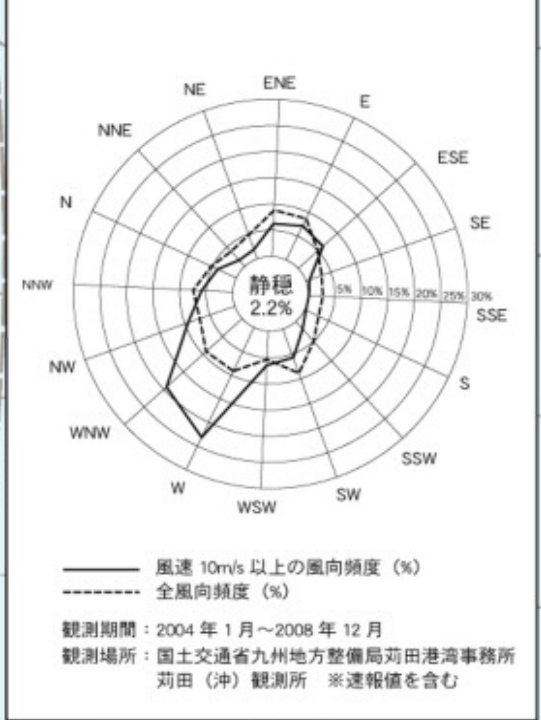 ENE
NE
E
NNE
ESE
N
SE
NNW
静穏
2.2%
5% 10% 15% 20% 25% 30%
SSE
NW
S
WNW
SSW
W
SW
WSW
風速 10m/s 以上の風向頻度（%）
全風向頻度（%）
観測期間：2004 年 1 月～2008 年 12 月
観測場所：国土交通省九州地方整備局苅田港湾事務所
苅田（沖）観測所　※速報値を含む